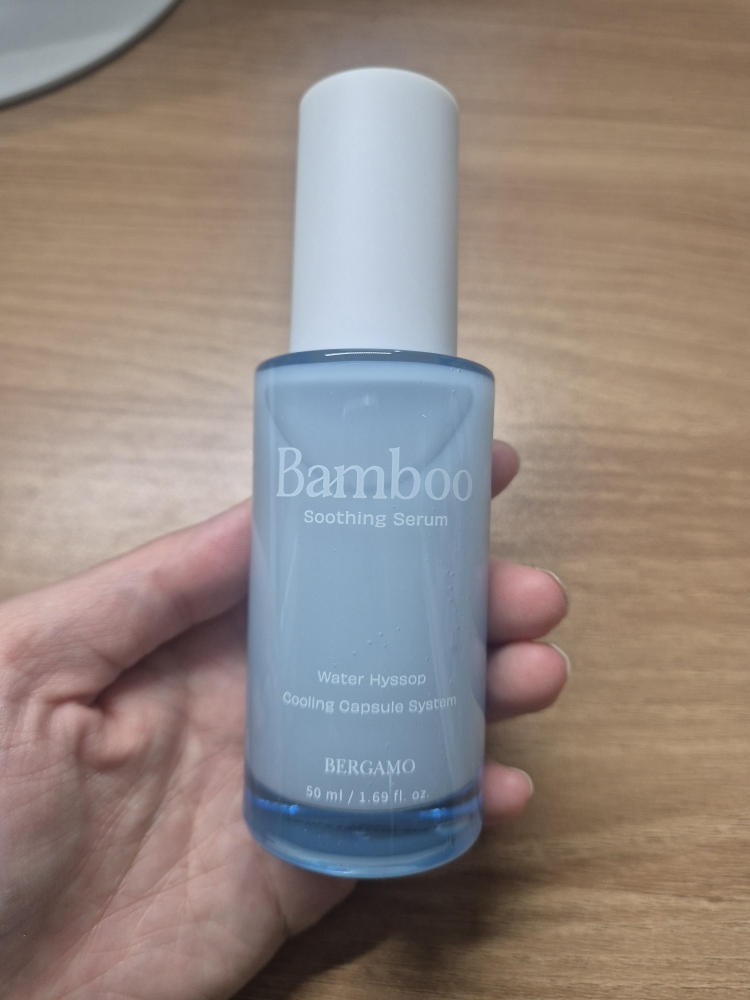 Bamboo
Soothing Serum
Water Hyssop
Cooling Capsule System
BERGAMO
50 ml / 1.69 fl. oz.